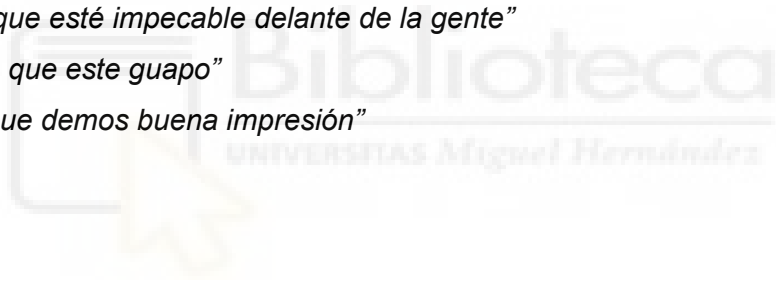 que esté impecable delante de la gente”
que este guapo”
ue demos buena impresión”
Biblioteca
UNIVERSITAS Miguel Hernández